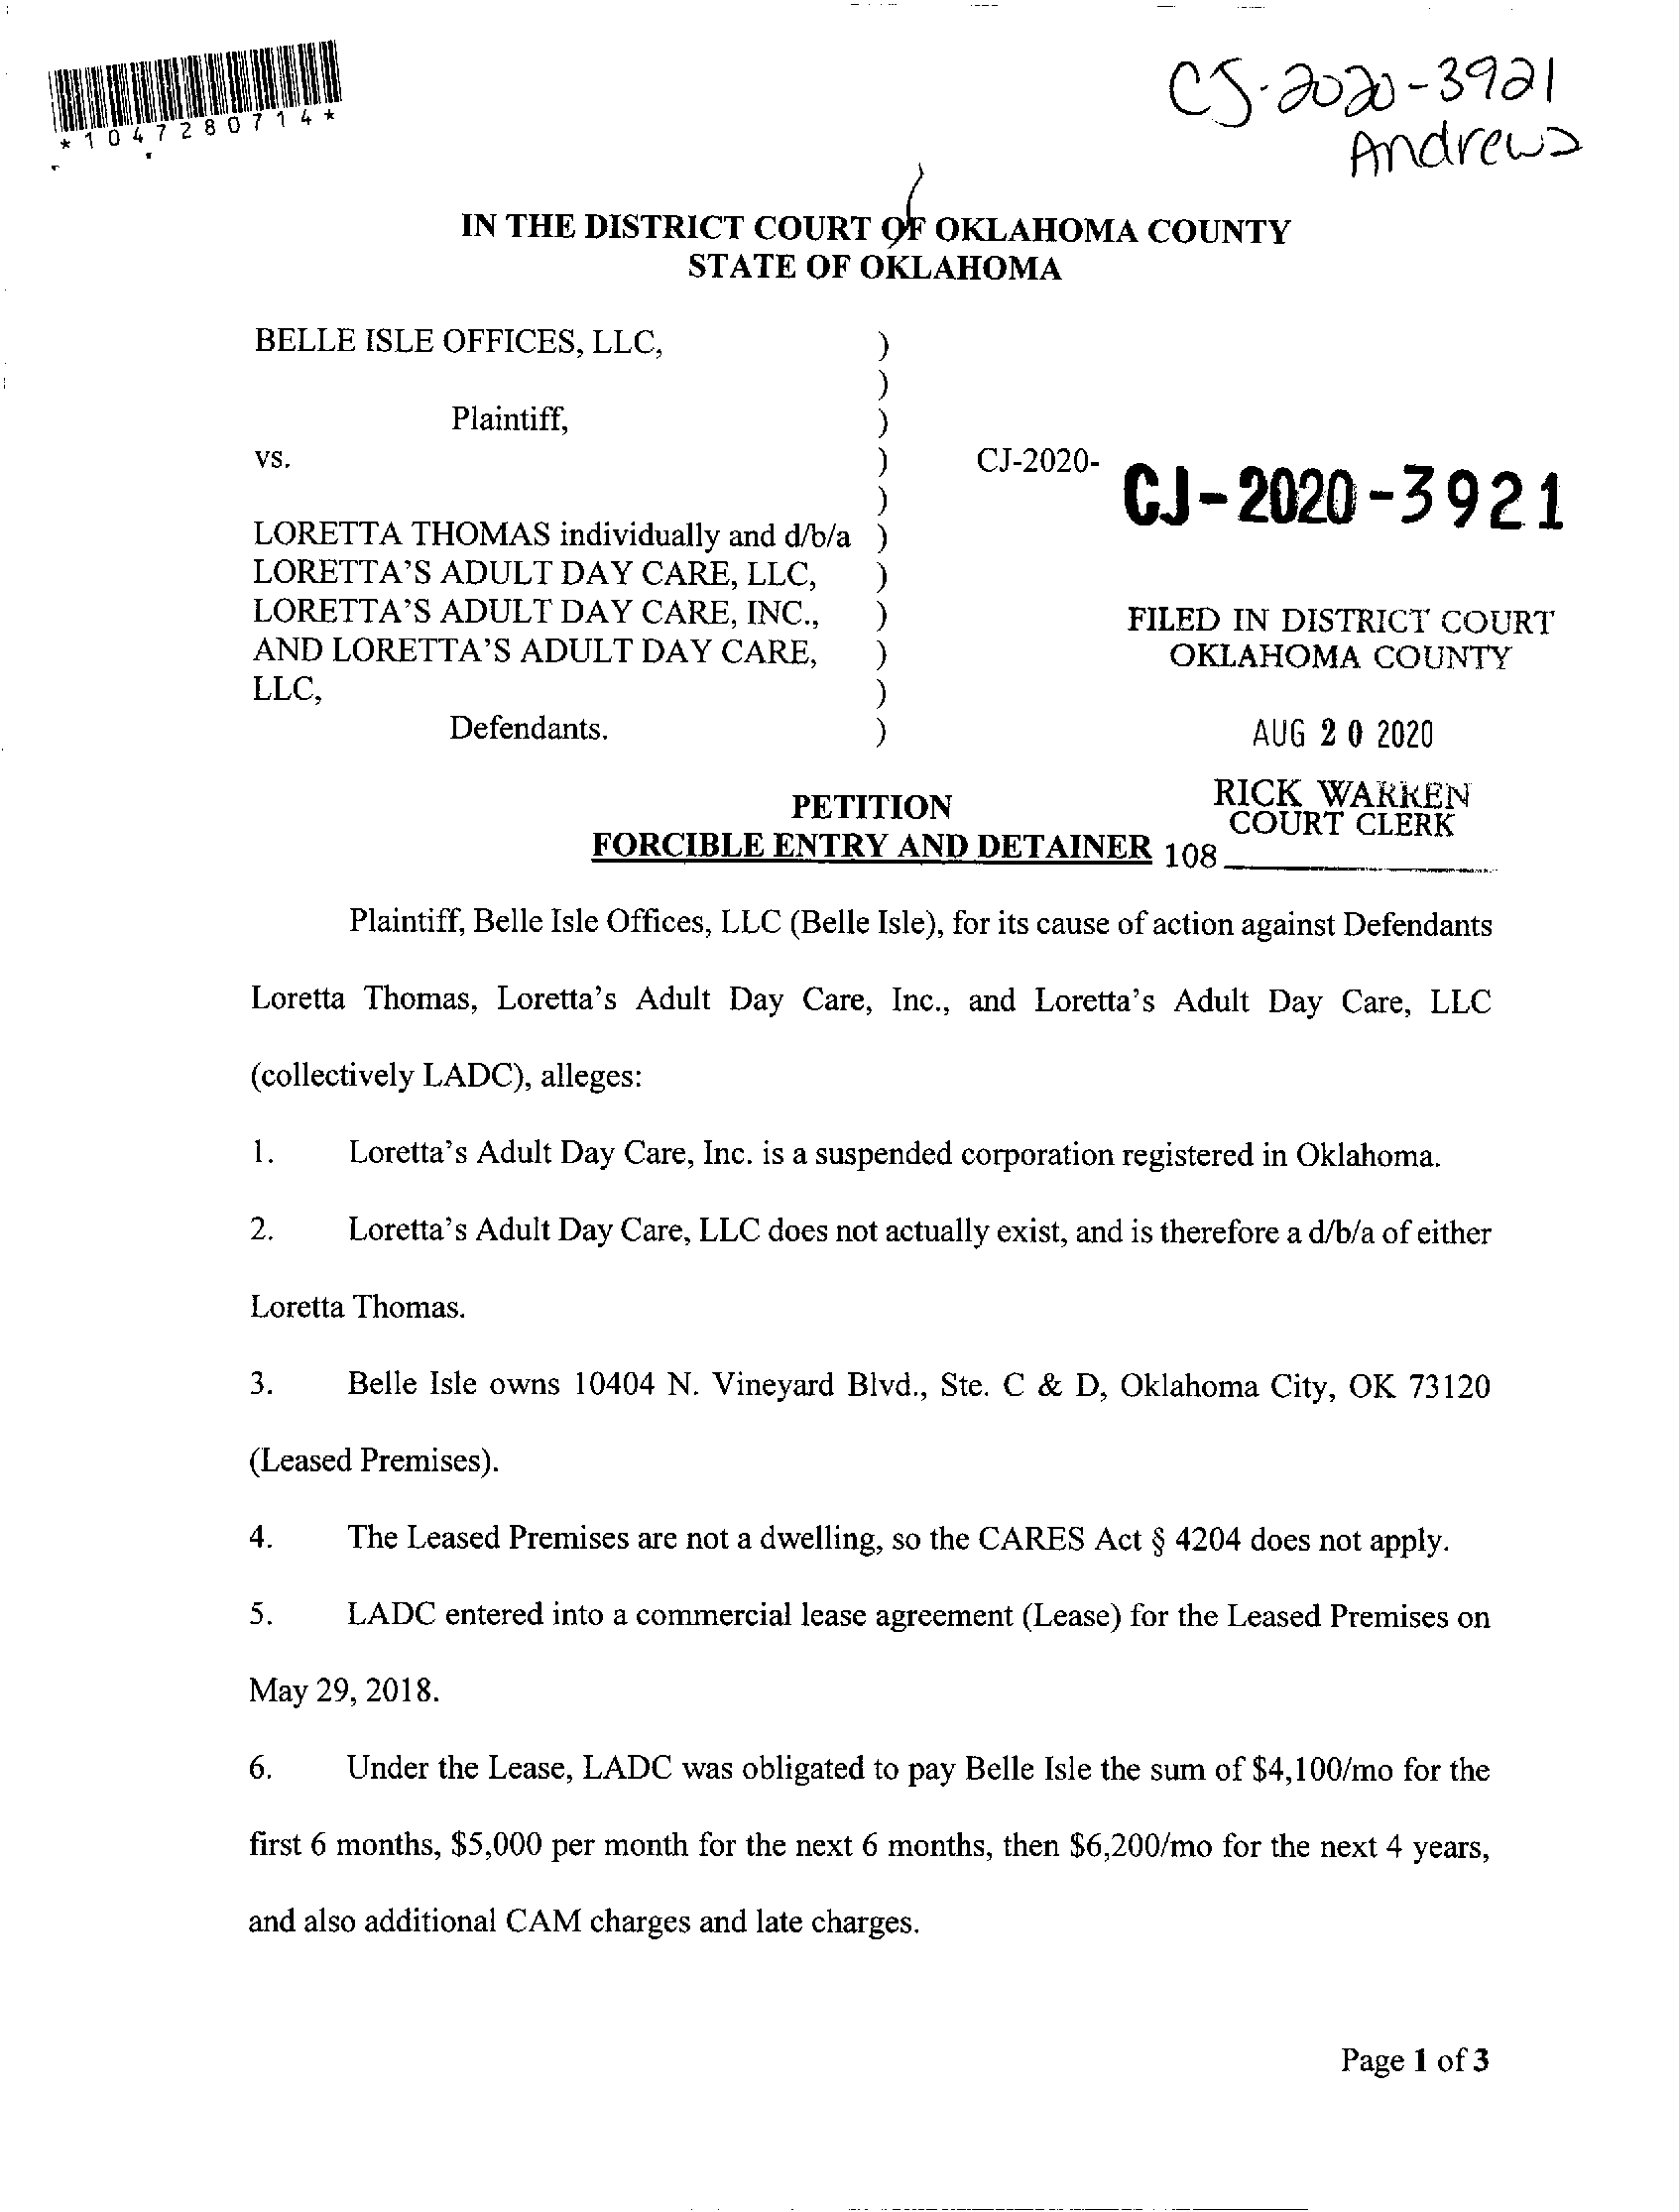 CJ-2020-3921
Andrews
*1047280714*
IN THE DISTRICT COURT OF OKLAHOMA COUNTY
STATE OF OKLAHOMA
BELLE ISLE OFFICES, LLC, )
)
Plaintiff, )
vs. ) CJ-2020- CJ-2020-3921
)
LORETTA THOMAS individually and d/b/a )
LORETTA'S ADULT DAY CARE, LLC, )
LORETTA'S ADULT DAY CARE, INC., ) FILED IN DISTRICT COURT
AND LORETTA'S ADULT DAY CARE, ) OKLAHOMA COUNTY
LLC, )
Defendants. ) AUG 20 2020
PETITION RICK WARREN
COURT CLERK
FORCIBLE ENTRY AND DETAINER 108
Plaintiff, Belle Isle Offices, LLC (Belle Isle), for its cause of action against Defendants
Loretta Thomas, Loretta's Adult Day Care, Inc., and Loretta's Adult Day Care, LLC
(collectively LADC), alleges:
1. Loretta's Adult Day Care, Inc. is a suspended corporation registered in Oklahoma.
2. Loretta's Adult Day Care, LLC does not actually exist, and is therefore a d/b/a of either
Loretta Thomas.
3. Belle Isle owns 10404 N. Vineyard Blvd., Ste. C & D, Oklahoma City, OK 73120
(Leased Premises).
4. The Leased Premises are not a dwelling, so the CARES Act § 4204 does not apply.
5. LADC entered into a commercial lease agreement (Lease) for the Leased Premises on
May 29, 2018.
6. Under the Lease, LADC was obligated to pay Belle Isle the sum of $4,100/mo for the
first 6 months, $5,000 per month for the next 6 months, then $6,200/mo for the next 4 years,
and also additional CAM charges and late charges.
Page 1 of 3